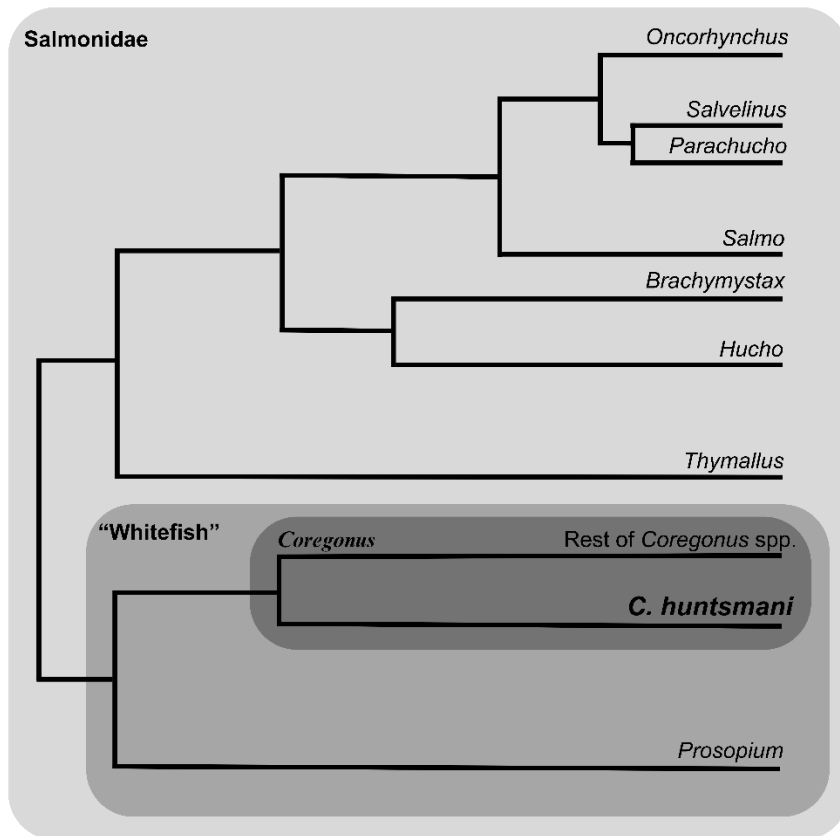 Salmonidae
Oncorhynchus
Salvelinus
Parachucho
Salmo
Brachymystax
Hucho
Thymallus
“Whitefish”
Coregonus
Rest of Coregonus spp.
C. huntsmani
Prosopium